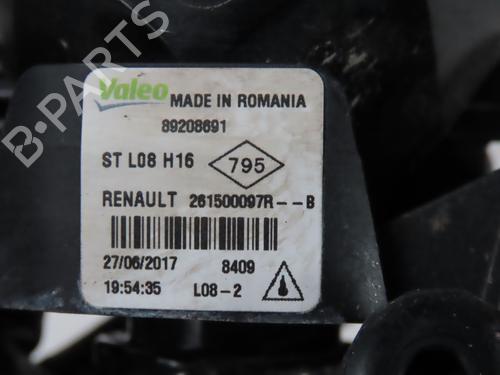 B-PARTS
Valeo
MADE IN ROMANIA
89208691
ST L08 H16 795
RENAULT 261500097R--B
27/06/2017 8409
19:54:35 L08-2